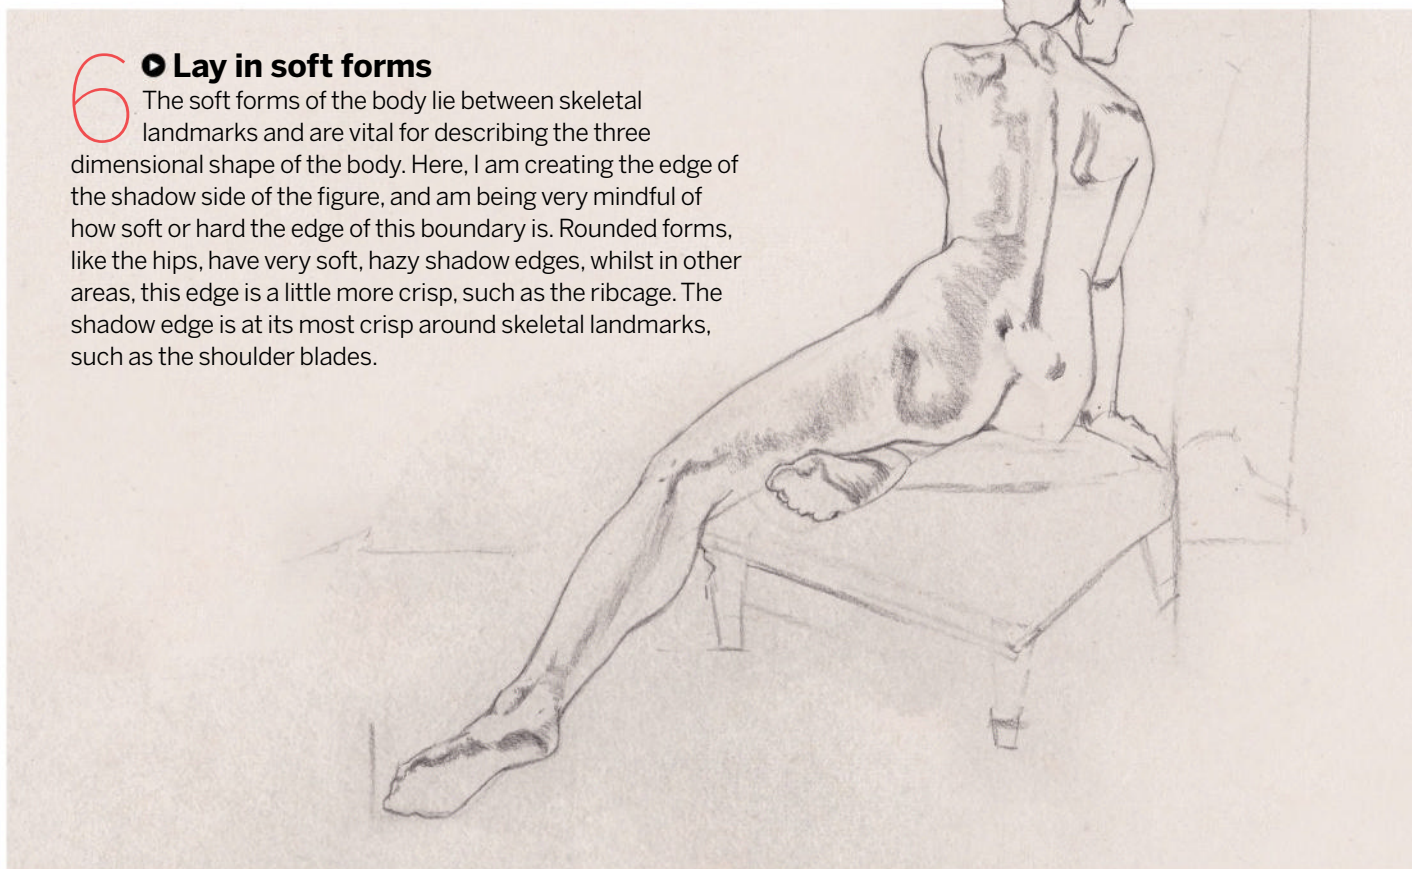 6 Lay in soft forms
The soft forms of the body lie between skeletal
landmarks and are vital for describing the three
dimensional shape of the body. Here, I am creating the edge of
the shadow side of the figure, and am being very mindful of
how soft or hard the edge of this boundary is. Rounded forms,
like the hips, have very soft, hazy shadow edges, whilst in other
areas, this edge is a little more crisp, such as the ribcage. The
shadow edge is at its most crisp around skeletal landmarks,
such as the shoulder blades.